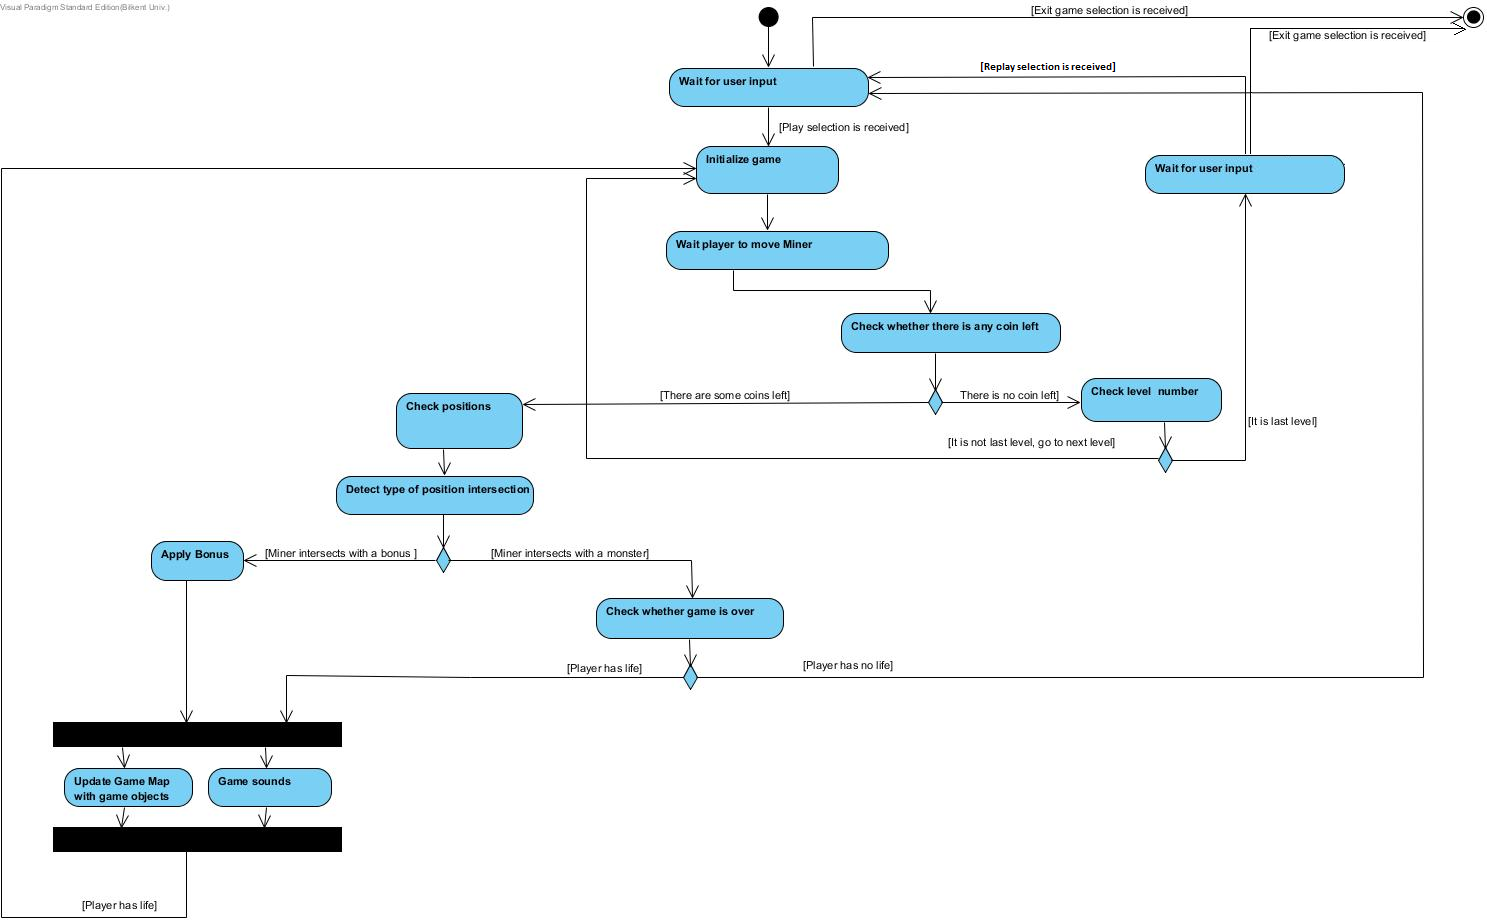 Visual Paradigm Standard Edition(Bilkent Univ.)
[Exit game selection is received]
[Exit game selection is received]
[Replay selection is received]
Wait for user input
[Play selection is received]
Initialize game
Wait for user input
Wait player to move Miner
Check whether there is any coin left
[There are some coins left]
There is no coin left]
Check level  number
Check positions
[It is last level]
[It is not last level, go to next level]
Detect type of position intersection
Apply Bonus
[Miner intersects with a bonus ]
[Miner intersects with a monster]
Check whether game is over
[Player has life]
[Player has no life]
Update Game Map
with game objects
Game sounds
[Player has life]